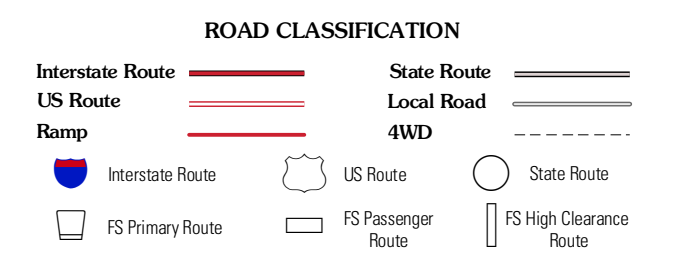 ROAD CLASSIFICATION
Interstate Route
State Route
US Route
Local Road
Ramp
4WD
Interstate Route
US Route
State Route
FS Primary Route
FS Passenger
Route
FS High Clearance
Route